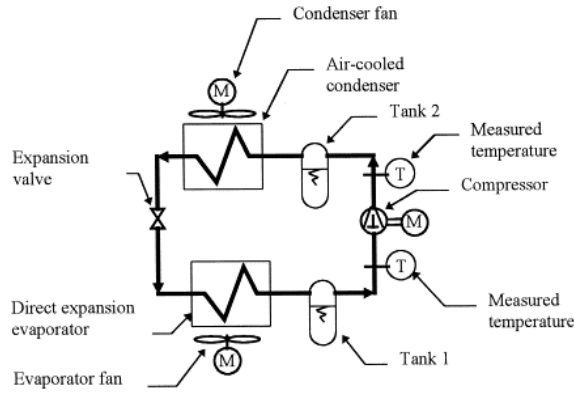 Condenser fan
M
Air-cooled
condenser
Tank 2
Measured
temperature
T
Expansion
valve
Compressor
M
T
Direct expansion
evaporator
Measured
temperature
M
Tank 1
Evaporator fan